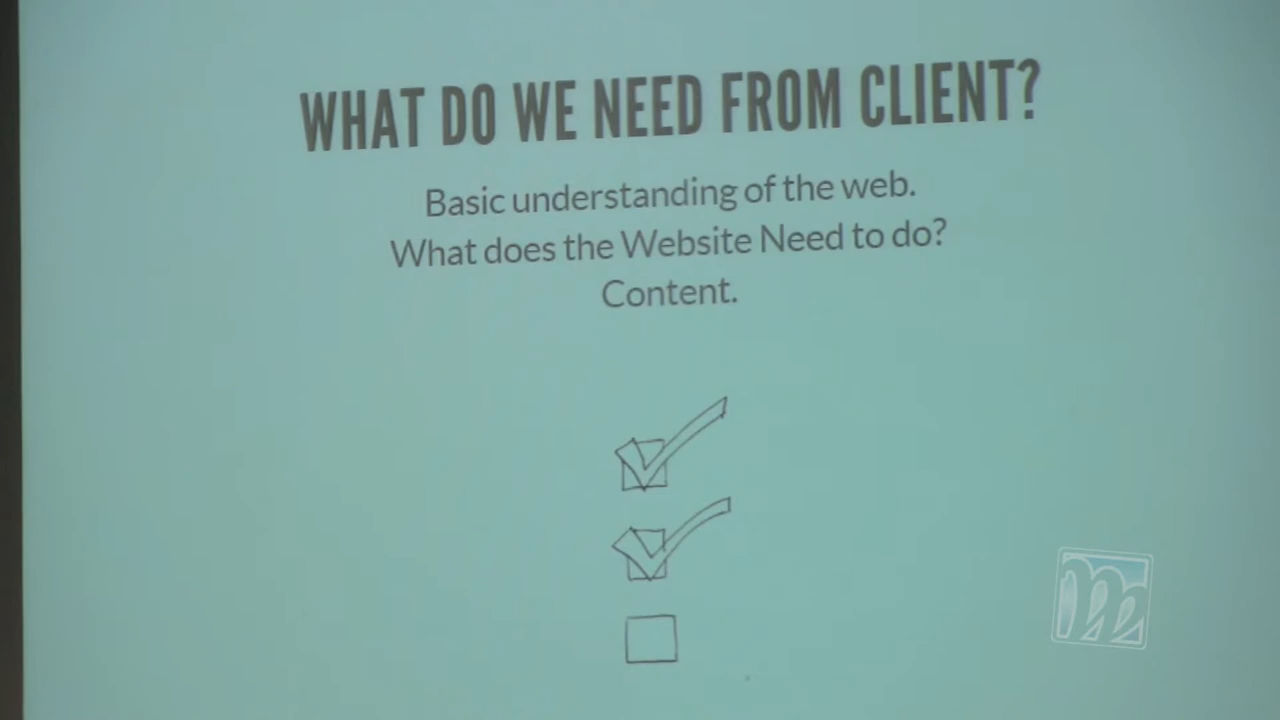 WHAT DO WE NEED FROM CLIENT?
Basic understanding of the web.
What does the Website Need to do?
Content.